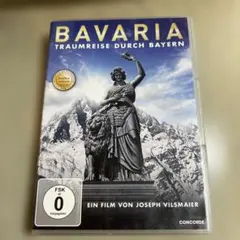 BAVARIA
TRAUMREISE DURCH BAYERN
FSK
0
EIN FILM VON JOSEPH VILSMAIER
CONCORDE